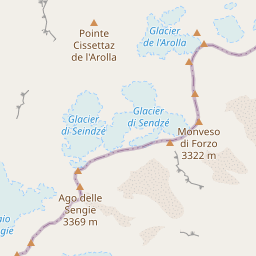 Pointe
Cissettaz
de l'Arolla
Glacier
de l'Arolla
Glacier
di Seindzè
Glacier
di Sendzè
Monveso
di Forzo
3322 m
Ago delle
Sengie
3369 m